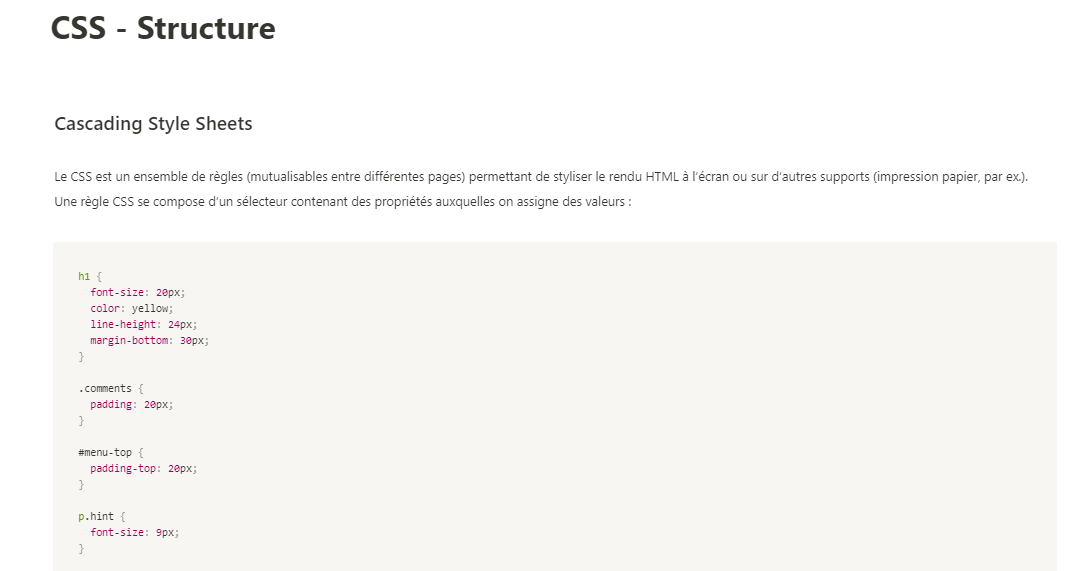 CSS - Structure
Cascading Style Sheets
Le CSS est un ensemble de règles (mutualisables entre différentes pages) permettant de styliser le rendu HTML à l'écran ou sur d'autres supports (impression papier, par ex.).
Une règle CSS se compose d'un sélecteur contenant des propriétés auxquelles on assigne des valeurs :
h1 {
  font-size: 20px;
  color: yellow;
  line-height: 24px;
  margin-bottom: 30px;
}
.comments {
  padding: 20px;
}
#menu-top {
  padding-top: 20px;
}
p.hint {
  font-size: 9px;
}